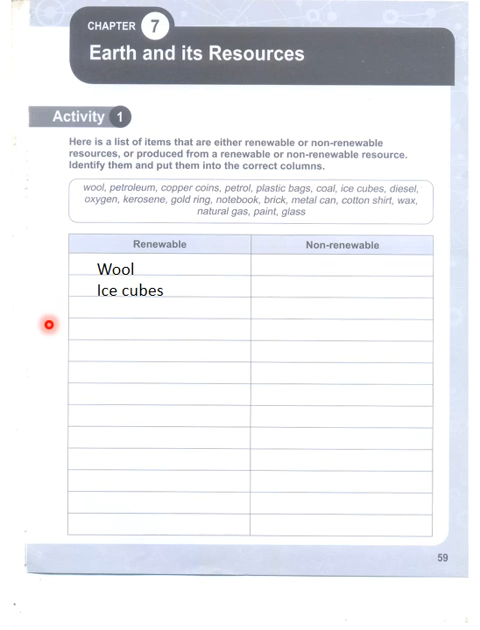 CHAPTER 7
Earth and its Resources
Activity 1
Here is a list of items that are either renewable or non-renewable
resources, or produced from a renewable or non-renewable resource.
Identify them and put them into the correct columns.
wool, petroleum, copper coins, petrol, plastic bags, coal, ice cubes, diesel,
oxygen, kerosene, gold ring, notebook, brick, metal can, cotton shirt, wax,
natural gas, paint, glass
Renewable Non-renewable
Wool
Ice cubes
59